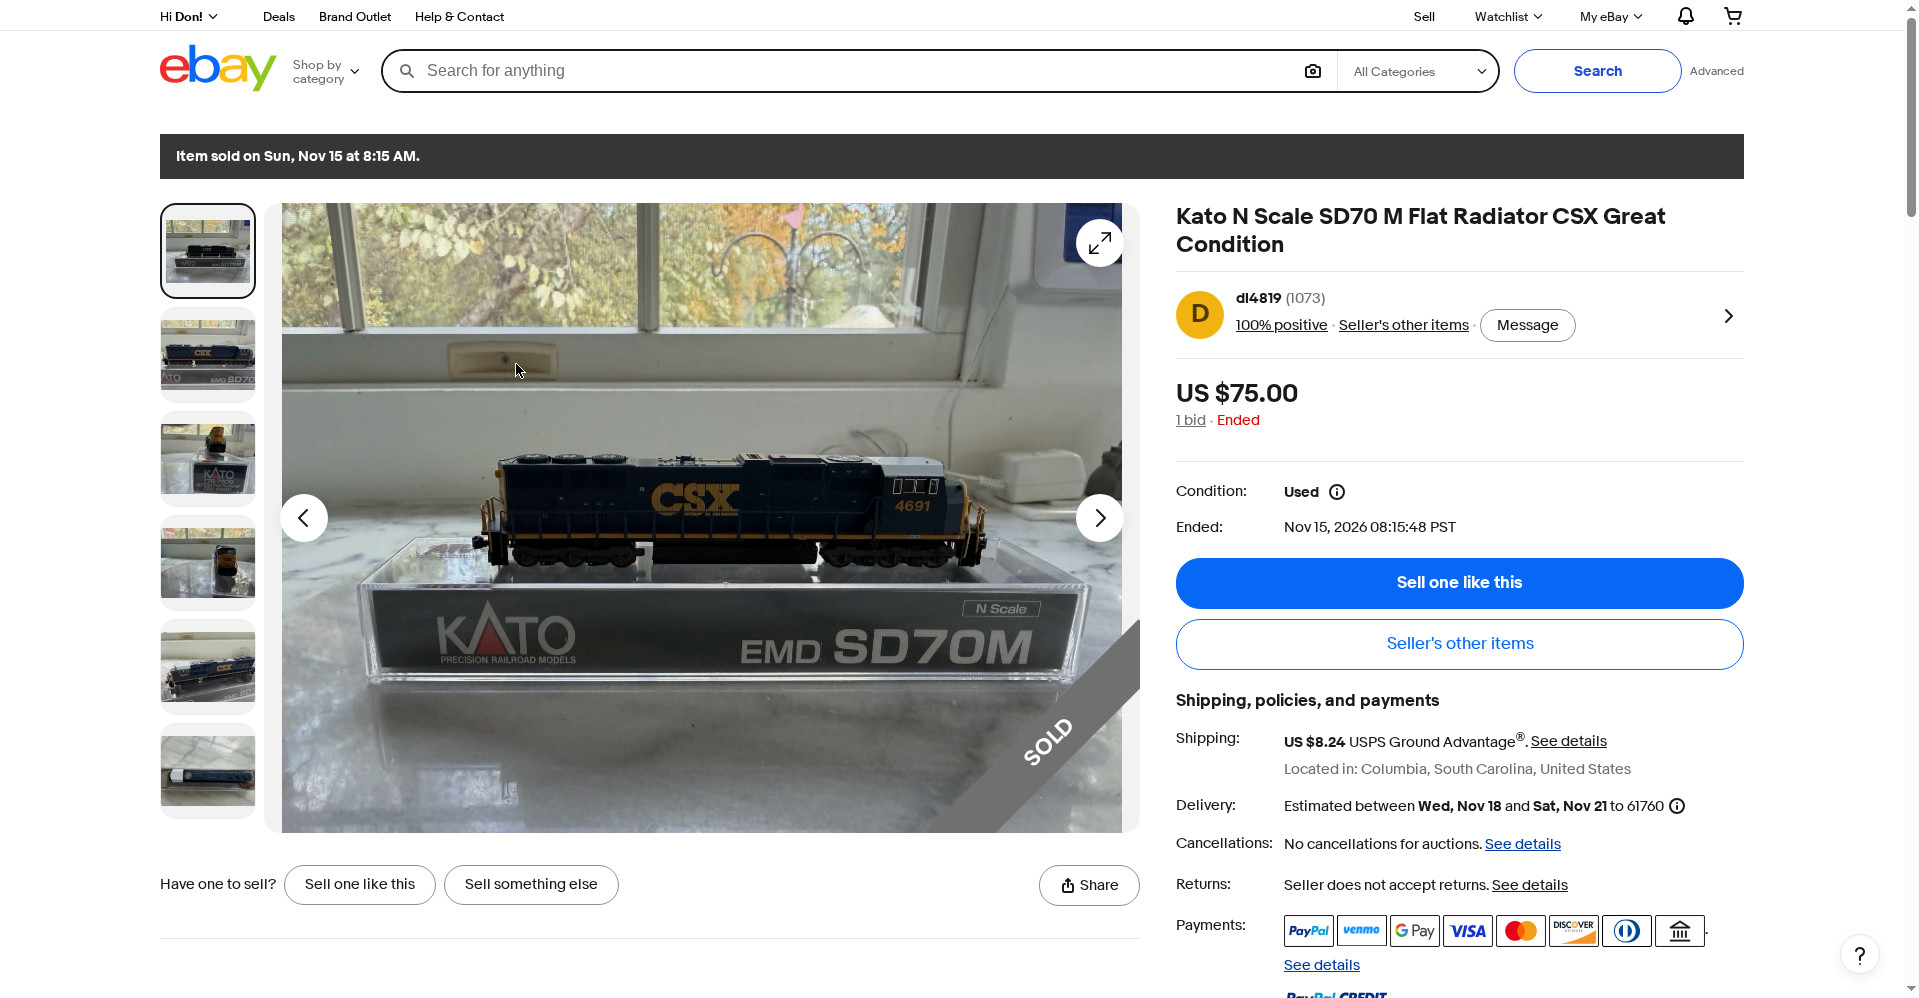 Hi Don!
Deals
Brand Outlet
Help & Contact
Sell
Watchlist
My eBay
ebay
Shop by category
Search for anything
All Categories
Search
Advanced
Item sold on Sun, Nov 15 at 8:15 AM.
CSX
4691
KATO
PRECISION RAILROAD MODELS
N Scale
EMD SD70M
SOLD
Have one to sell?
Sell one like this
Sell something else
Share
Kato N Scale SD70 M Flat Radiator CSX Great
Condition
D
dl4819 (1073)
100% positive · Seller's other items · Message
US $75.00
1 bid · Ended
Condition: Used
Ended: Nov 15, 2026 08:15:48 PST
Sell one like this
Seller's other items
Shipping, policies, and payments
Shipping: US $8.24 USPS Ground Advantage®. See details
Located in: Columbia, South Carolina, United States
Delivery: Estimated between Wed, Nov 18 and Sat, Nov 21 to 61760
Cancellations: No cancellations for auctions. See details
Returns: Seller does not accept returns. See details
Payments: PayPal venmo G Pay VISA DISCOVER
See details
PayPal CREDIT
?